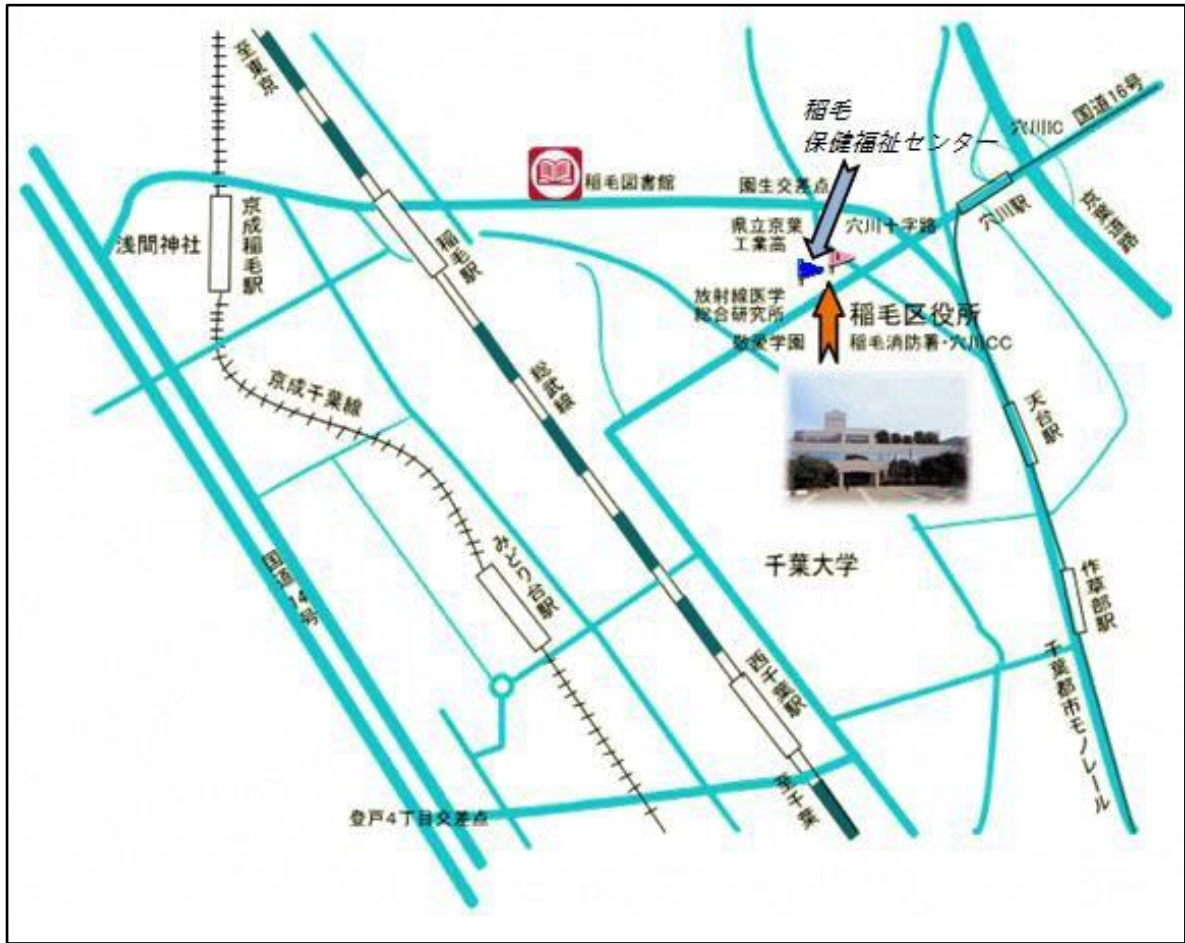 至東京
稲毛
保健福祉センター
穴川IC
国道16号
稲毛図書館
園生交差点
京葉道路
浅間神社
京成稲毛駅
稲毛駅
県立京葉
工業高
穴川十字路
穴川駅
放射線医学
総合研究所
稲毛区役所
敬愛学園
稲毛消防署・穴川CC
京成千葉線
総武線
天台駅
国道14号
みどり台駅
千葉大学
作草部駅
西千葉駅
千葉都市モノレール
至千葉
登戸4丁目交差点